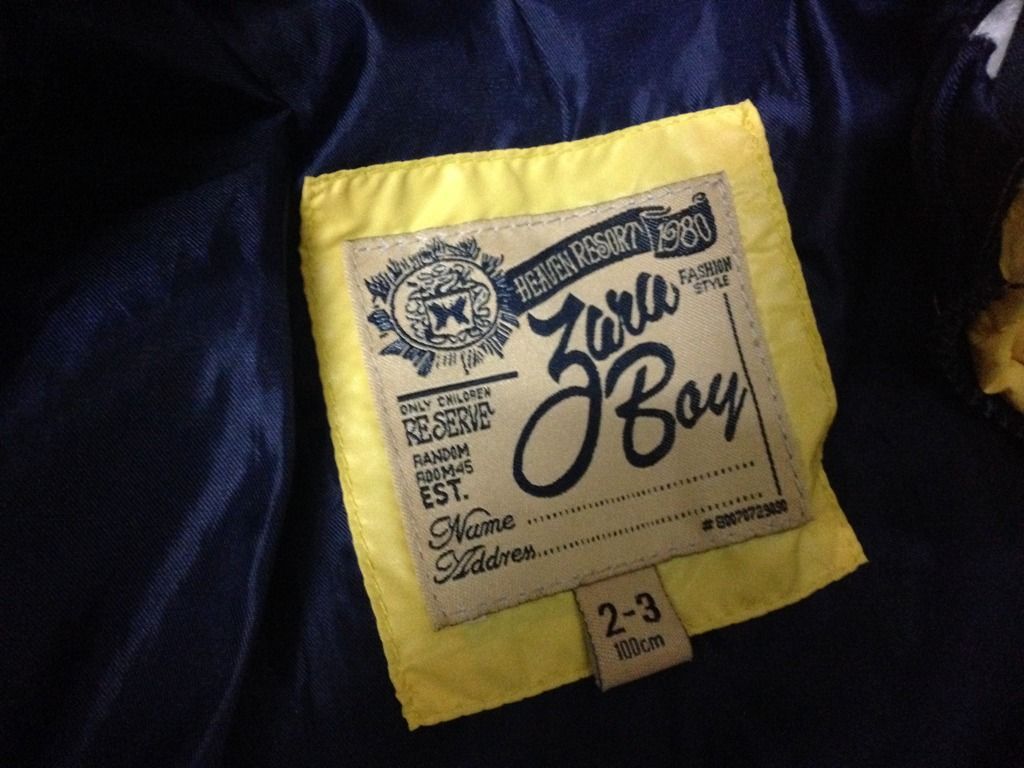 HEAVEN RESORT 1980
Zara
Boy
FASHION
STYLE
ONLY CHILDREN
RESERVE
RANDOM
ROOM45
EST.
Name
Address
2-3
100cm